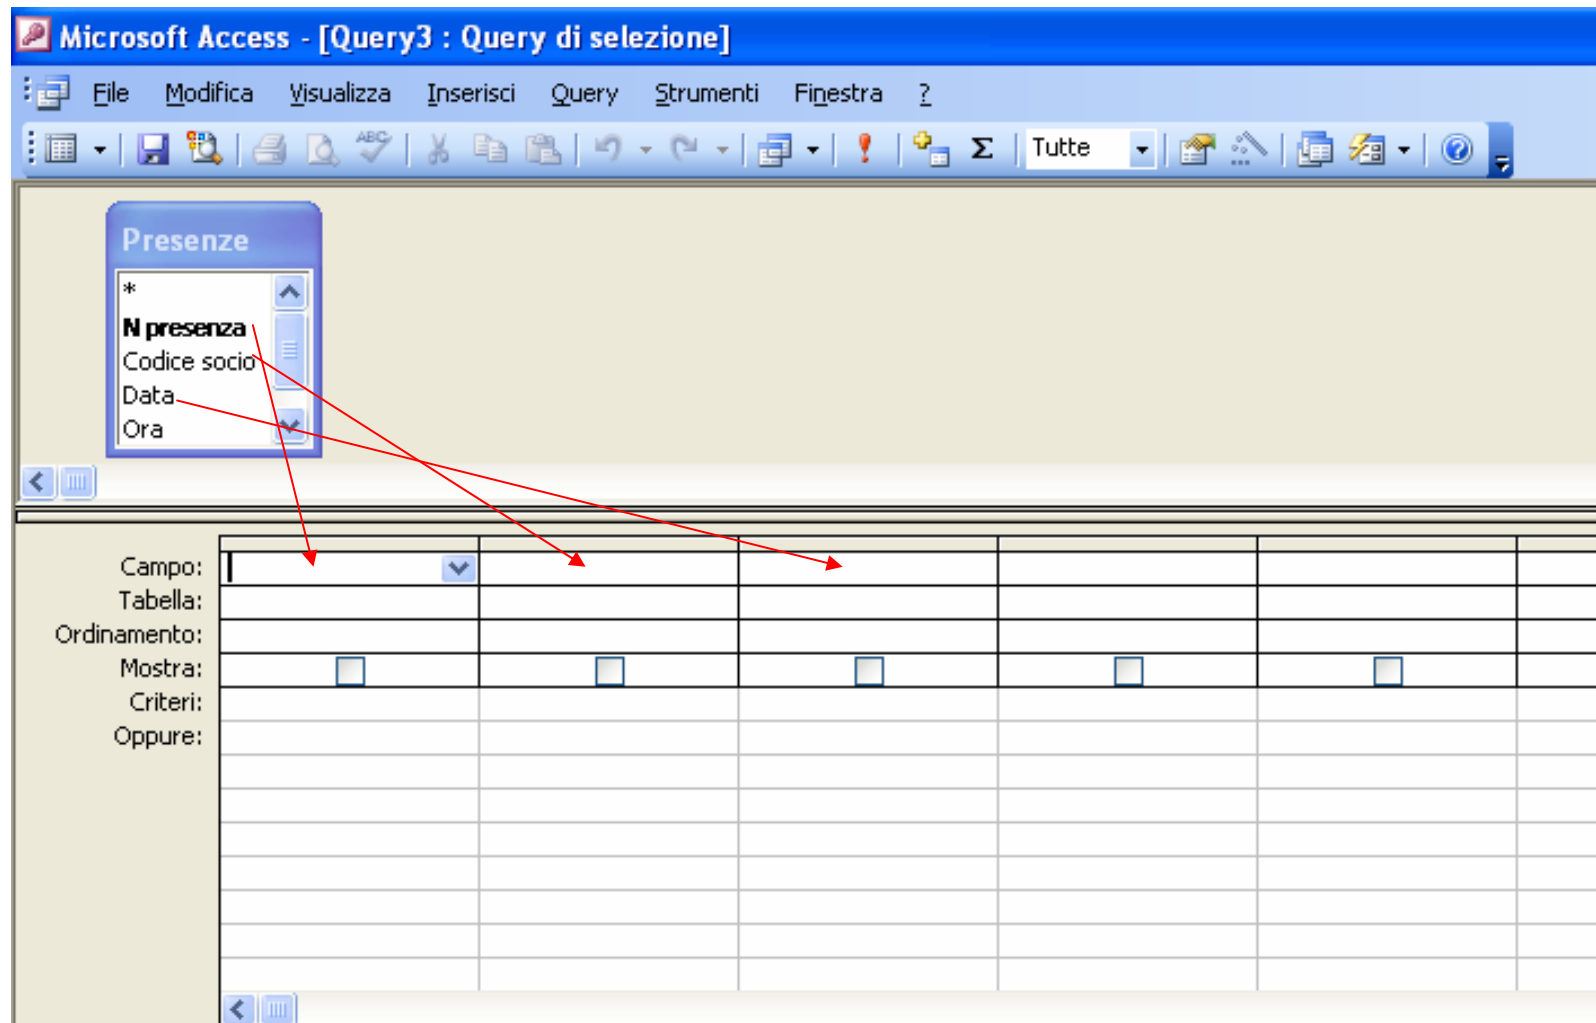 Microsoft Access - [Query3 : Query di selezione]
File Modifica Visualizza Inserisci Query Strumenti Finestra ?
ABC Σ Tutte ?
Presenze
*
N presenza
Codice socio
Data
Ora
Campo:
Tabella:
Ordinamento:
Mostra:
Criteri:
Oppure: